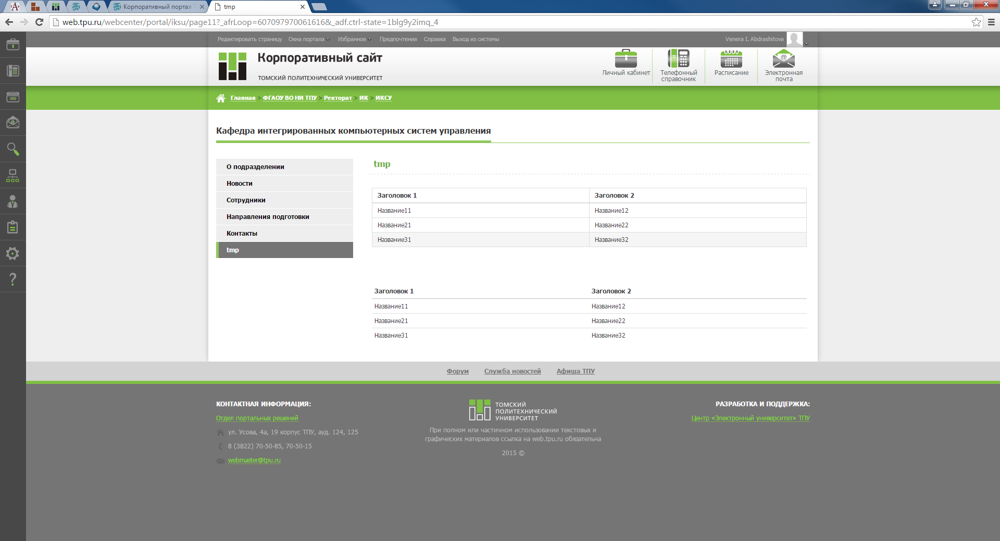 Корпоративный портал Т
tmp
web.tpu.ru/webcenter/portal/iksu/page11?_afrLoop=607097970061616&_adf.ctrl-state=1blg9y2imq_4
Редактировать страницу Окна портала Избранное Предпочтения Справка Выход из системы
Venera I. Abdrashitova
Корпоративный сайт
ТОМСКИЙ ПОЛИТЕХНИЧЕСКИЙ УНИВЕРСИТЕТ
Личный кабинет
Телефонный
справочник
Расписание
Электронная
почта
Главная > ФГАОУ ВО НИ ТПУ > Ректорат > ИК > ИКСУ
Кафедра интегрированных компьютерных систем управления
О подразделении
Новости
Сотрудники
Направления подготовки
Контакты
tmp
tmp
Заголовок 1 Заголовок 2
Название11 Название12
Название21 Название22
Название31 Название32
Заголовок 1 Заголовок 2
Название11 Название12
Название21 Название22
Название31 Название32
Форум Служба новостей Афиша ТПУ
КОНТАКТНАЯ ИНФОРМАЦИЯ:
Отдел портальных решений
ул. Усова, 4а, 19 корпус ТПУ, ауд. 124, 125
8 (3822) 70-50-85, 70-50-15
webmaster@tpu.ru
ТОМСКИЙ
ПОЛИТЕХНИЧЕСКИЙ
УНИВЕРСИТЕТ
При полном или частичном использовании текстовых и
графических материалов ссылка на web.tpu.ru обязательна
2015 ©
РАЗРАБОТКА И ПОДДЕРЖКА:
Центр «Электронный университет» ТПУ